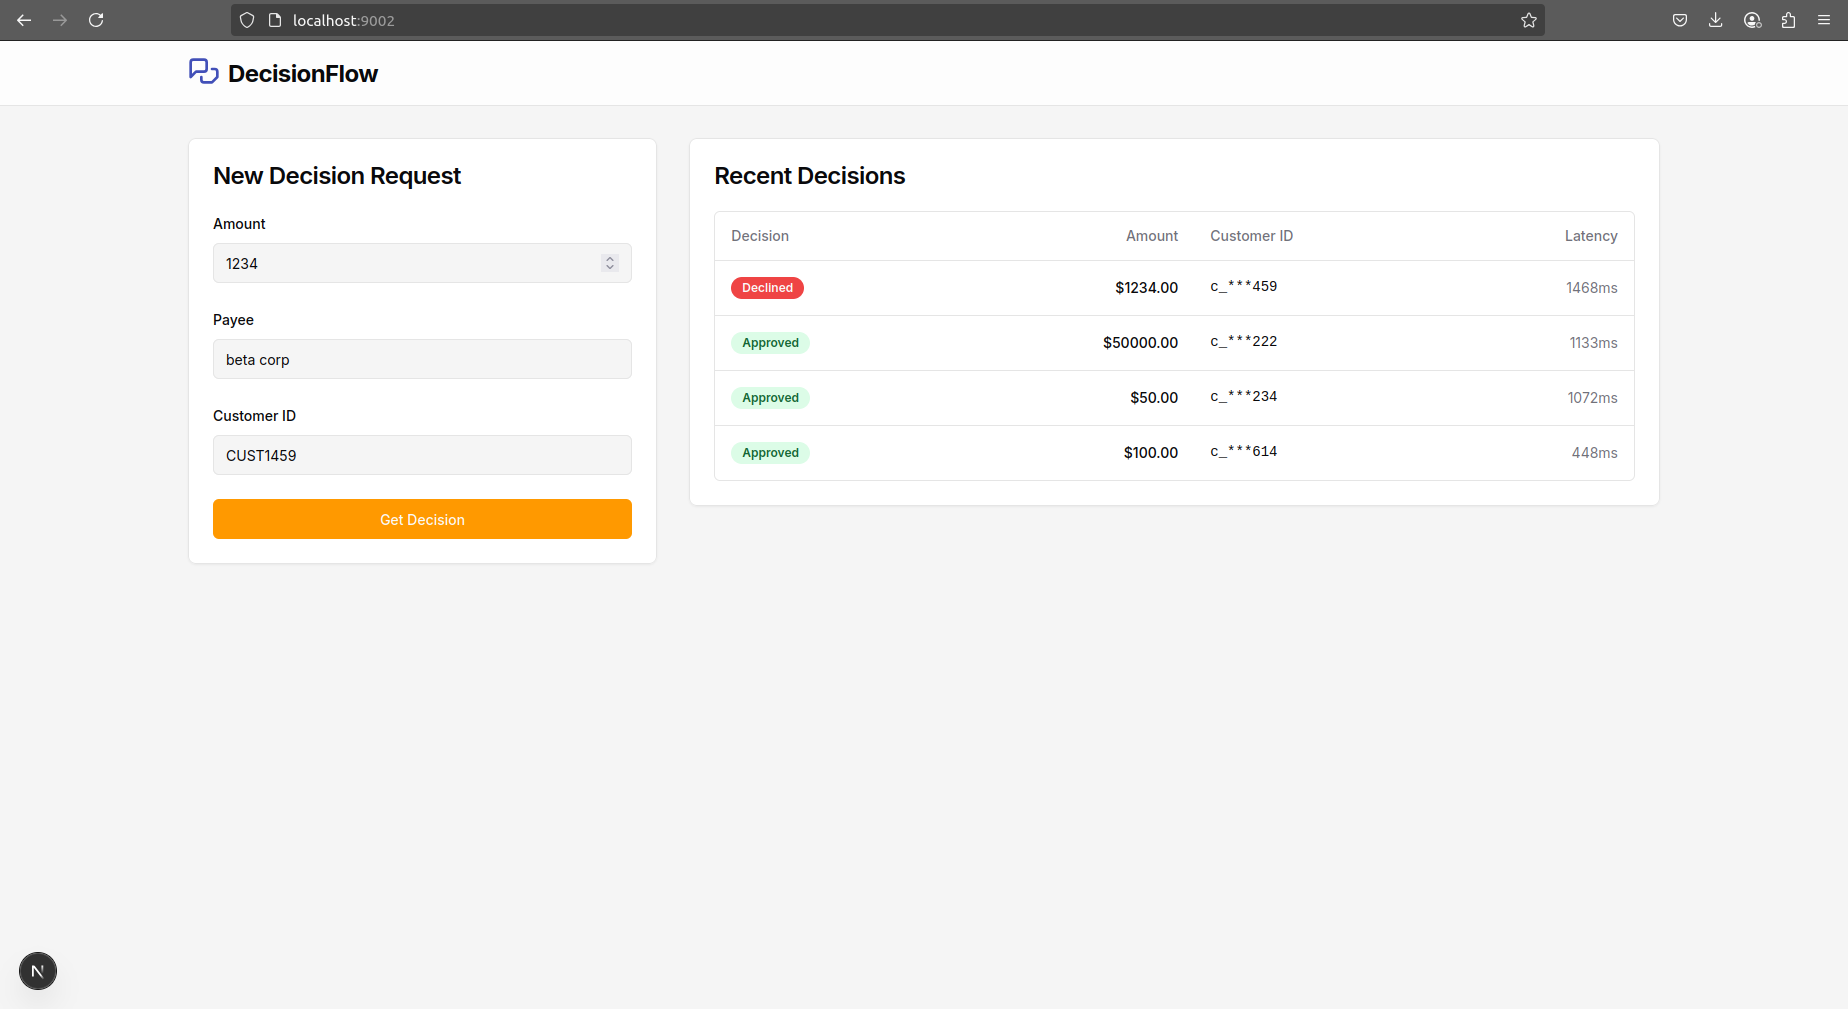 localhost:9002
DecisionFlow
New Decision Request
Amount
1234
Payee
beta corp
Customer ID
CUST1459
Get Decision
Recent Decisions
Decision Amount Customer ID Latency
Declined $1234.00 c_***459 1468ms
Approved $50000.00 c_***222 1133ms
Approved $50.00 c_***234 1072ms
Approved $100.00 c_***614 448ms
N